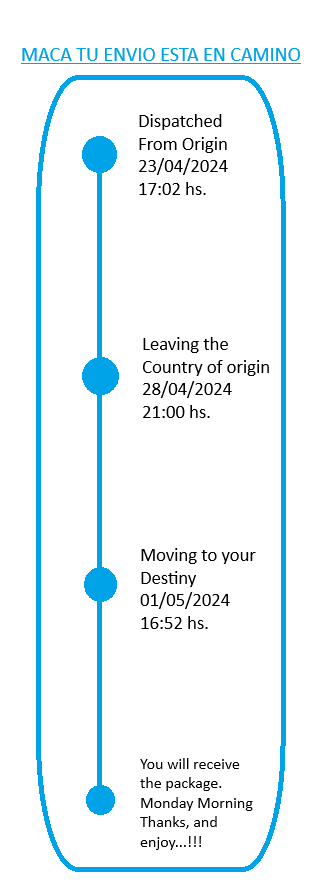 MACA TU ENVIO ESTA EN CAMINO
Dispatched
From Origin
23/04/2024
17:02 hs.
Leaving the
Country of origin
28/04/2024
21:00 hs.
Moving to your
Destiny
01/05/2024
16:52 hs.
You will receive
the package.
Monday Morning
Thanks, and
enjoy...!!!